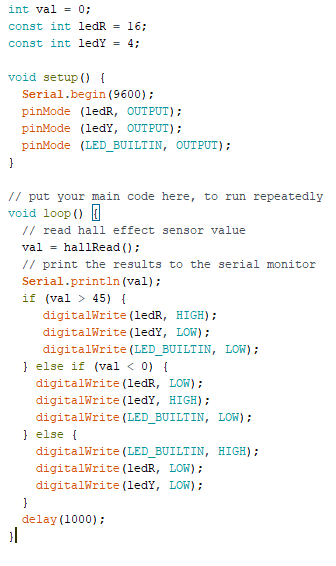 int val = 0;
const int ledR = 16;
const int ledY = 4;

void setup() {
  Serial.begin(9600);
  pinMode (ledR, OUTPUT);
  pinMode (ledY, OUTPUT);
  pinMode (LED_BUILTIN, OUTPUT);
}

// put your main code here, to run repeatedly
void loop() {
  // read hall effect sensor value
  val = hallRead();
  // print the results to the serial monitor
  Serial.println(val);
  if (val > 45) {
     digitalWrite(ledR, HIGH);
     digitalWrite(ledY, LOW);
     digitalWrite(LED_BUILTIN, LOW);
  } else if (val < 0) {
    digitalWrite(ledR, LOW);
    digitalWrite(ledY, HIGH);
    digitalWrite(LED_BUILTIN, LOW);
  } else {
    digitalWrite(LED_BUILTIN, HIGH);
    digitalWrite(ledR, LOW);
    digitalWrite(ledY, LOW);
  }
  delay(1000);
}